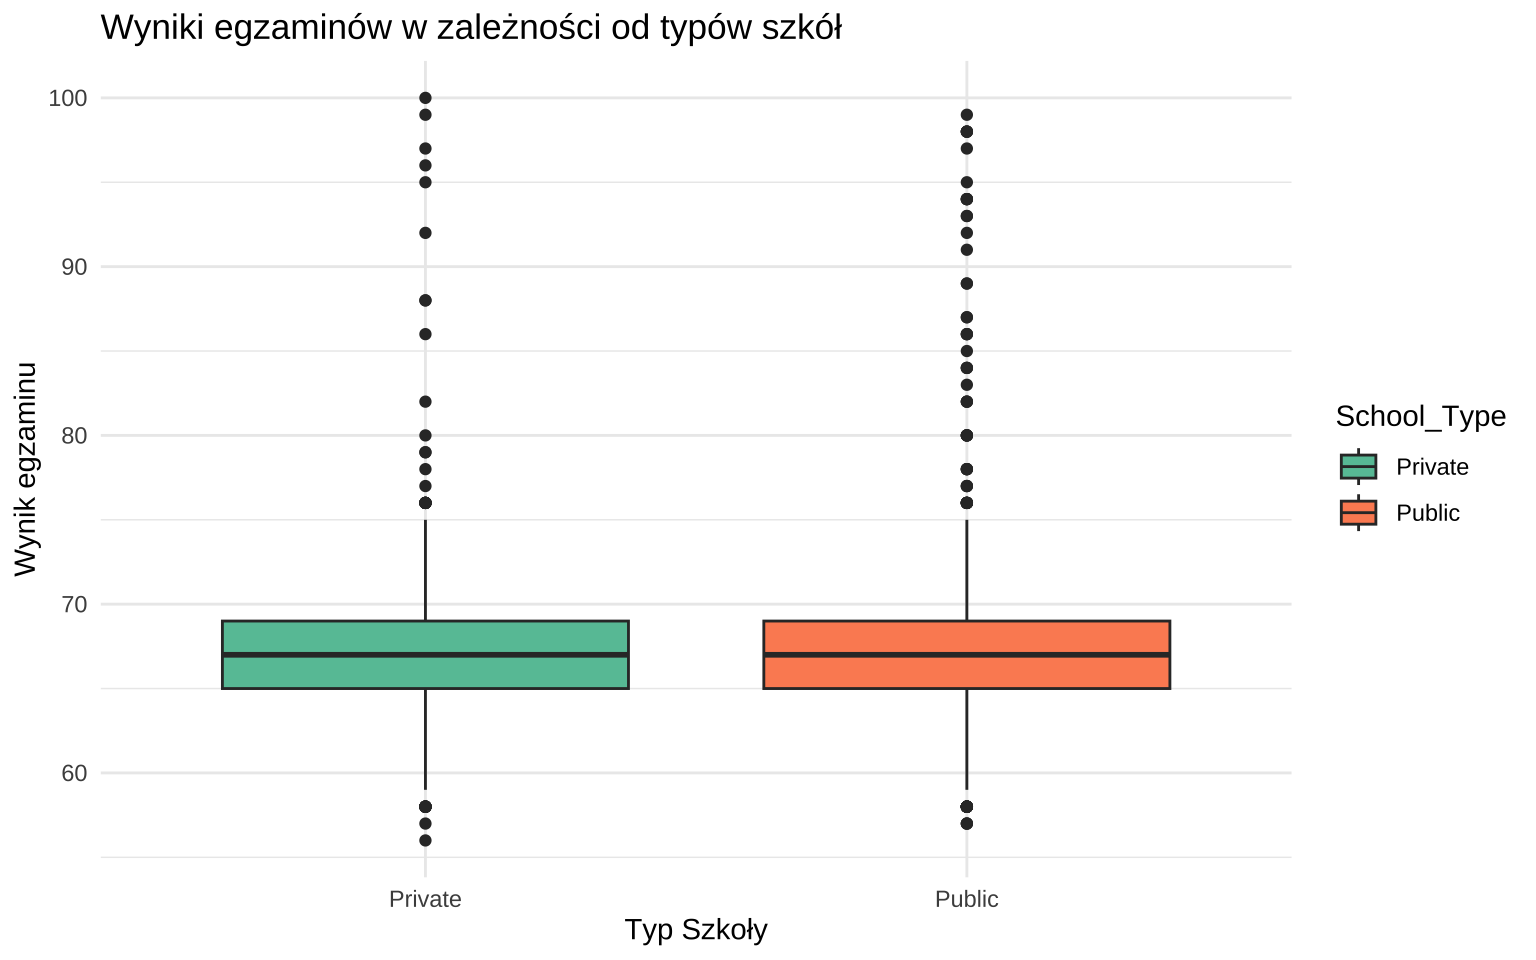 Wyniki egzaminów w zależności od typów szkół
Wynik egzaminu
100
90
80
70
60
Private
Public
Typ Szkoły
School_Type
Private
Public